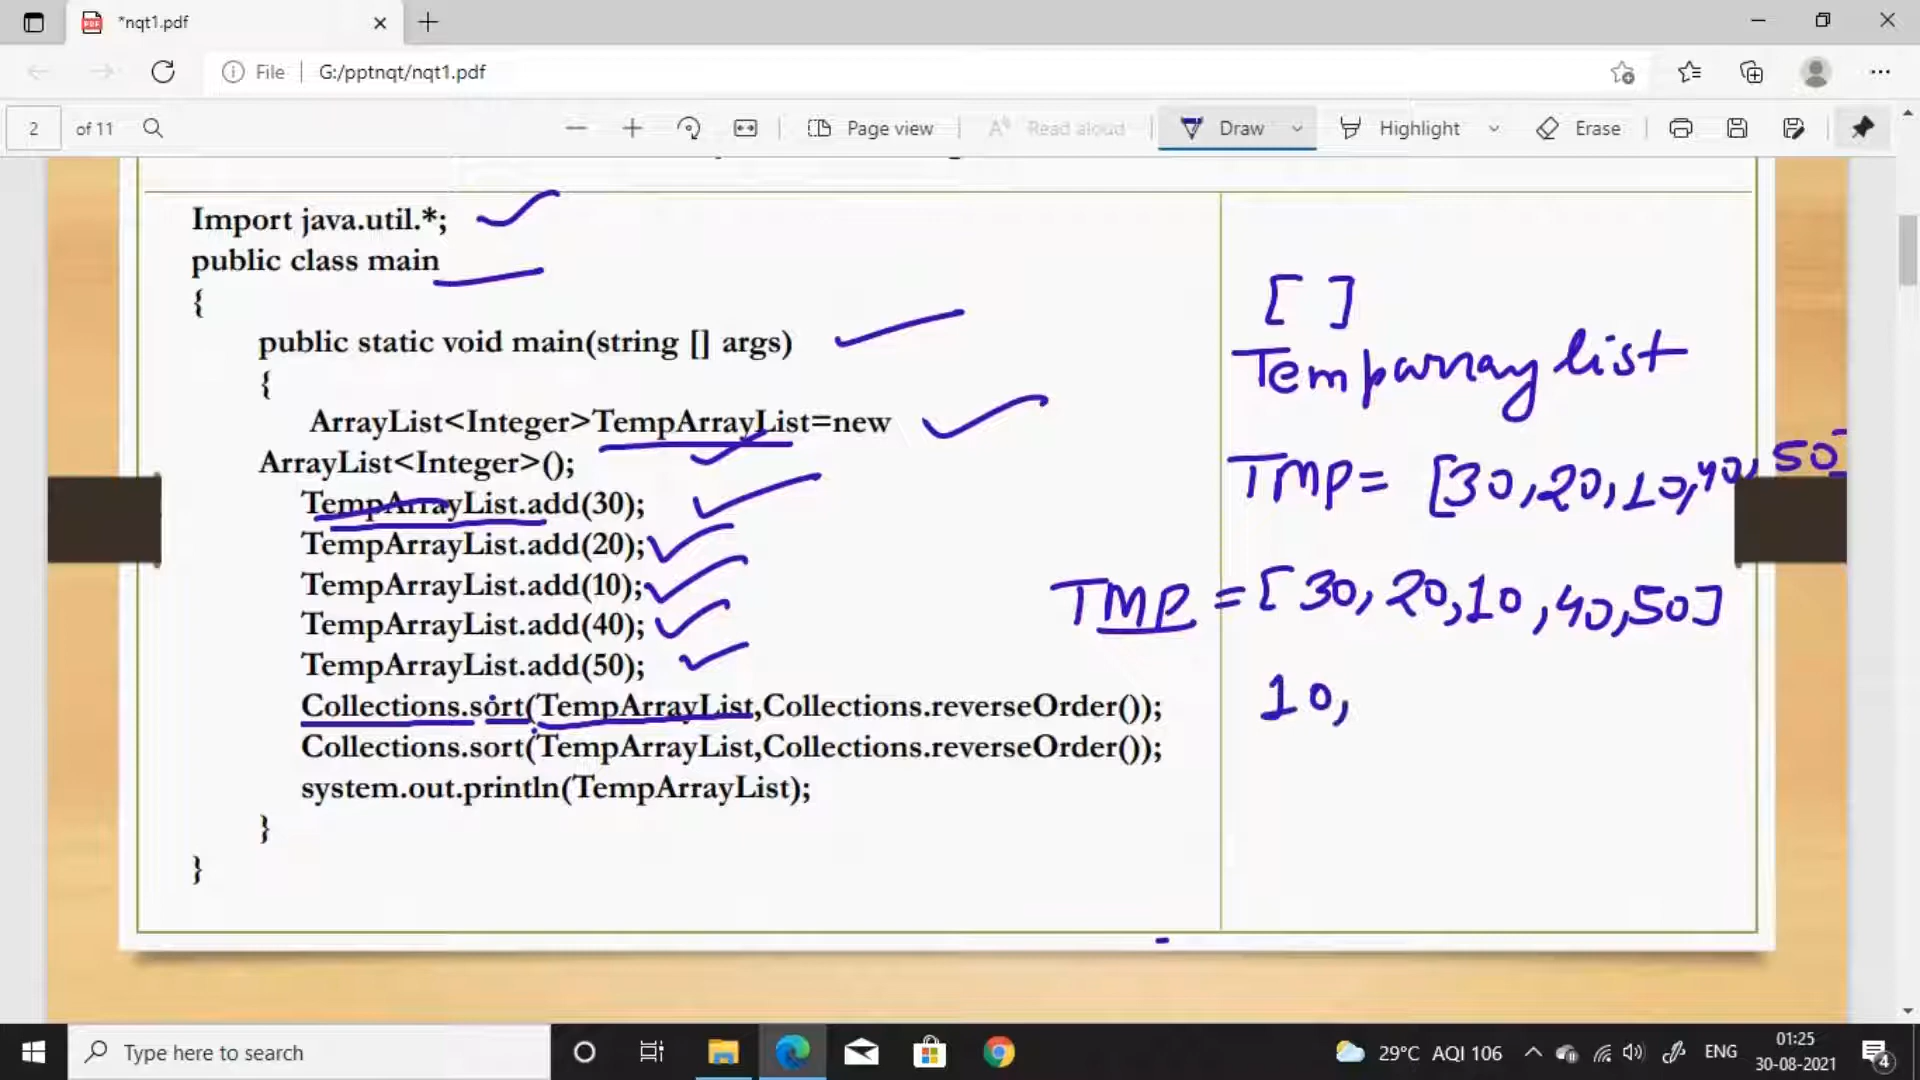 *nqt1.pdf
File G:/pptnqt/nqt1.pdf
2 of 11 Page view Read aloud Draw Highlight Erase
Import java.util.*;
public class main
{
public static void main(string [] args)
{
ArrayList<Integer>TempArrayList=new
ArrayList<Integer>();
TempArrayList.add(30);
TempArrayList.add(20);
TempArrayList.add(10);
TempArrayList.add(40);
TempArrayList.add(50);
Collections.sort(TempArrayList,Collections.reverseOrder());
Collections.sort(TempArrayList,Collections.reverseOrder());
system.out.println(TempArrayList);
}
}
[ ]
Temparray list
TMP= [30,20,10,40,50]
TMP =[30,20,10,40,50]
10,
Type here to search
29°C AQI 106 ENG
01:25
30-08-2021
4